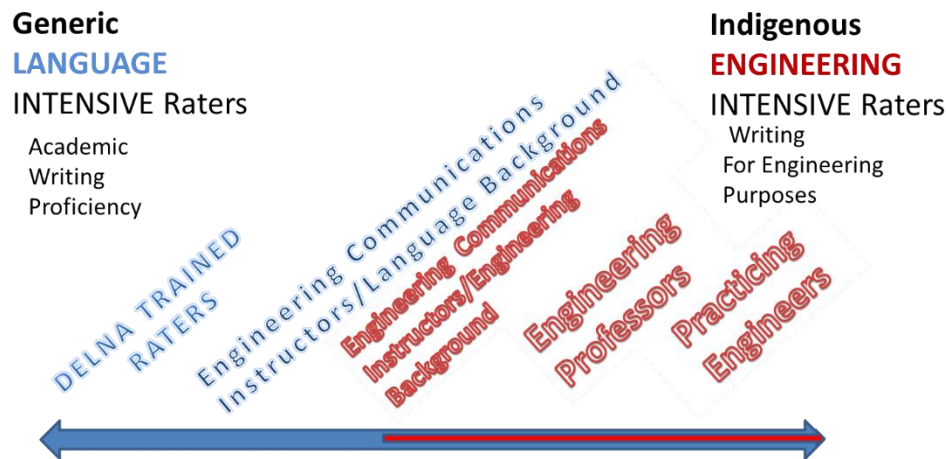 Generic
LANGUAGE
INTENSIVE Raters
Academic
Writing
Proficiency
DELNA TRAINED
RATERS
Engineering Communications
Instructors/Language Background
Engineering Communications
Instructors/Engineering
Background
Engineering
Professors
Practicing
Engineers
Indigenous
ENGINEERING
INTENSIVE Raters
Writing
For Engineering
Purposes